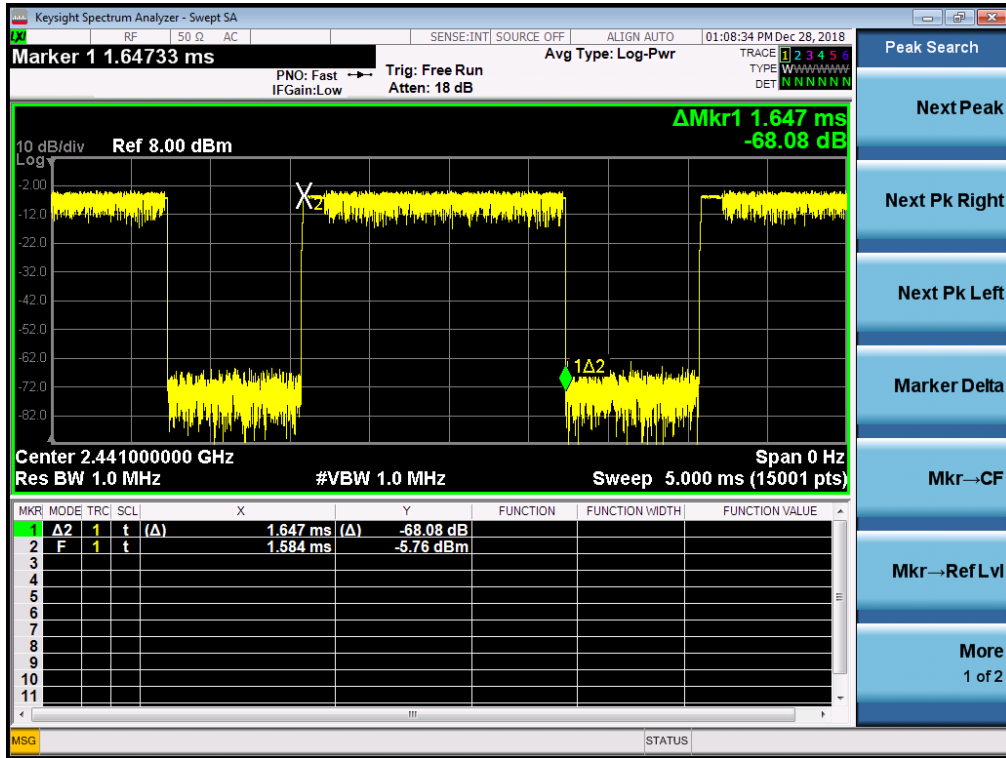 Keysight Spectrum Analyzer - Swept SA
LXI RF 50 Ω AC SENSE:INT SOURCE OFF ALIGN AUTO 01:08:34 PM Dec 28, 2018
Marker 1 1.64733 ms
PNO: Fast
IFGain:Low
Trig: Free Run
Atten: 18 dB
Avg Type: Log-Pwr
TRACE 1 2 3 4 5 6
TYPE WWWWWW
DET N N N N N N
ΔMkr1 1.647 ms
-68.08 dB
10 dB/div Ref 8.00 dBm
Log
-2.00
-12.0
-22.0
-32.0
-42.0
-52.0
-62.0
-72.0
-82.0
X2
1Δ2
Center 2.441000000 GHz Span 0 Hz
Res BW 1.0 MHz #VBW 1.0 MHz Sweep 5.000 ms (15001 pts)
MKR MODE TRC SCL X Y FUNCTION FUNCTION WIDTH FUNCTION VALUE
1 Δ2 1 t (Δ) 1.647 ms (Δ) -68.08 dB
2 F 1 t 1.584 ms -5.76 dBm
3
4
5
6
7
8
9
10
11
MSG STATUS
Peak Search
Next Peak
Next Pk Right
Next Pk Left
Marker Delta
Mkr→CF
Mkr→Ref Lvl
More
1 of 2